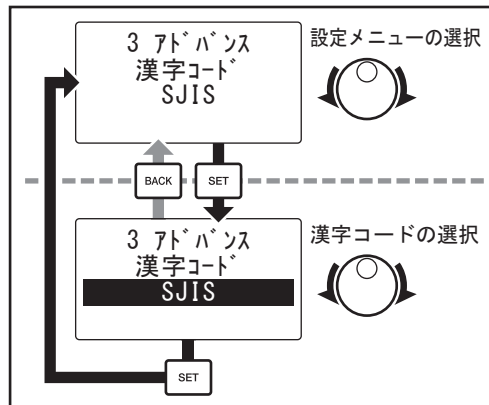 3 ｱﾄﾞﾊﾞﾝｽ
漢字ｺｰﾄﾞ
SJIS
設定メニューの選択
BACK
SET
3 ｱﾄﾞﾊﾞﾝｽ
漢字ｺｰﾄﾞ
SJIS
漢字コードの選択
SET